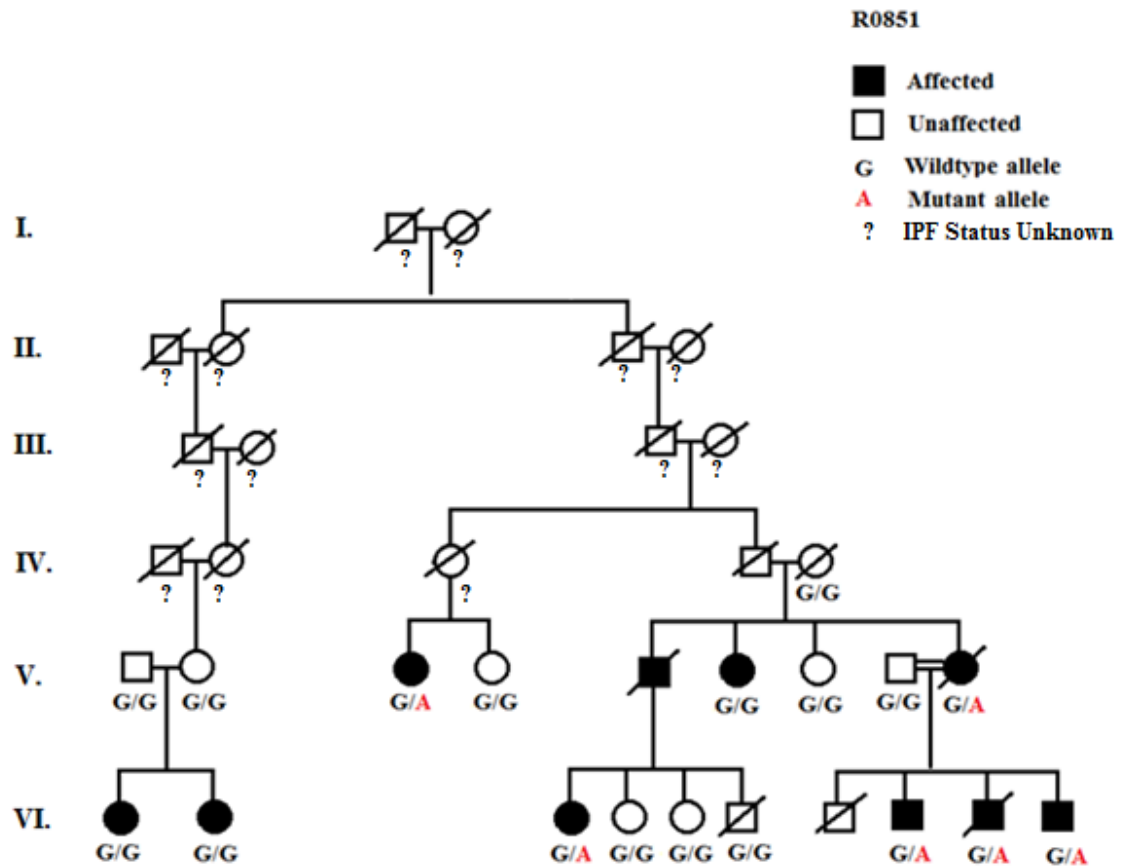 R0851
Affected
Unaffected
G Wildtype allele
A Mutant allele
? IPF Status Unknown
I.
? ?
II.
? ? ? ?
III.
? ? ? ?
IV.
? ? ? G/G
V.
G/G G/G G/A G/G G/G G/G G/G G/A
VI.
G/G G/G G/A G/G G/G G/G G/A G/A G/A